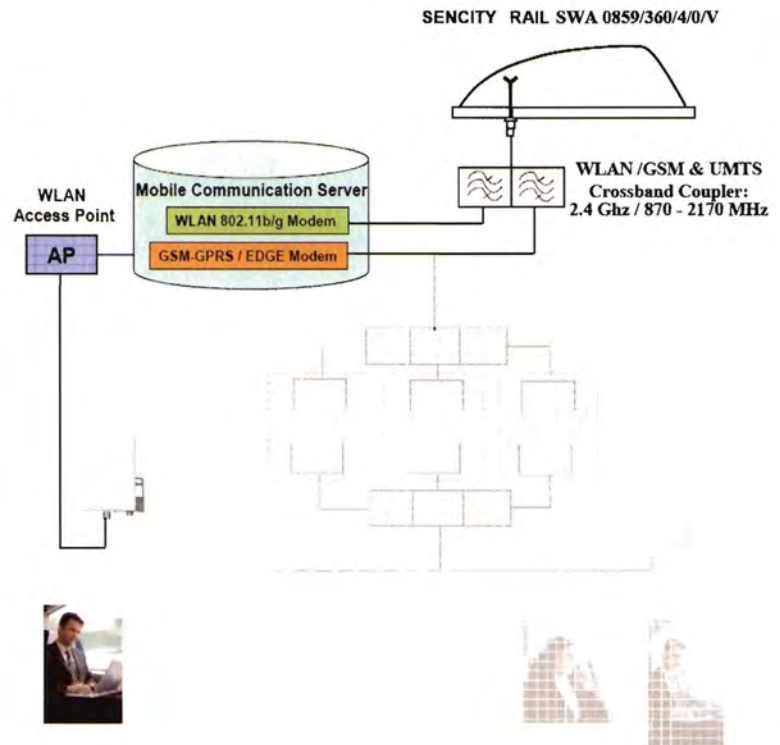 SENCITY RAIL SWA 0859/360/4/0/V
WLAN /GSM & UMTS
Crossband Coupler:
2.4 Ghz / 870 - 2170 MHz
Mobile Communication Server
WLAN 802.11b/g Modem
GSM-GPRS / EDGE Modem
WLAN
Access Point
AP